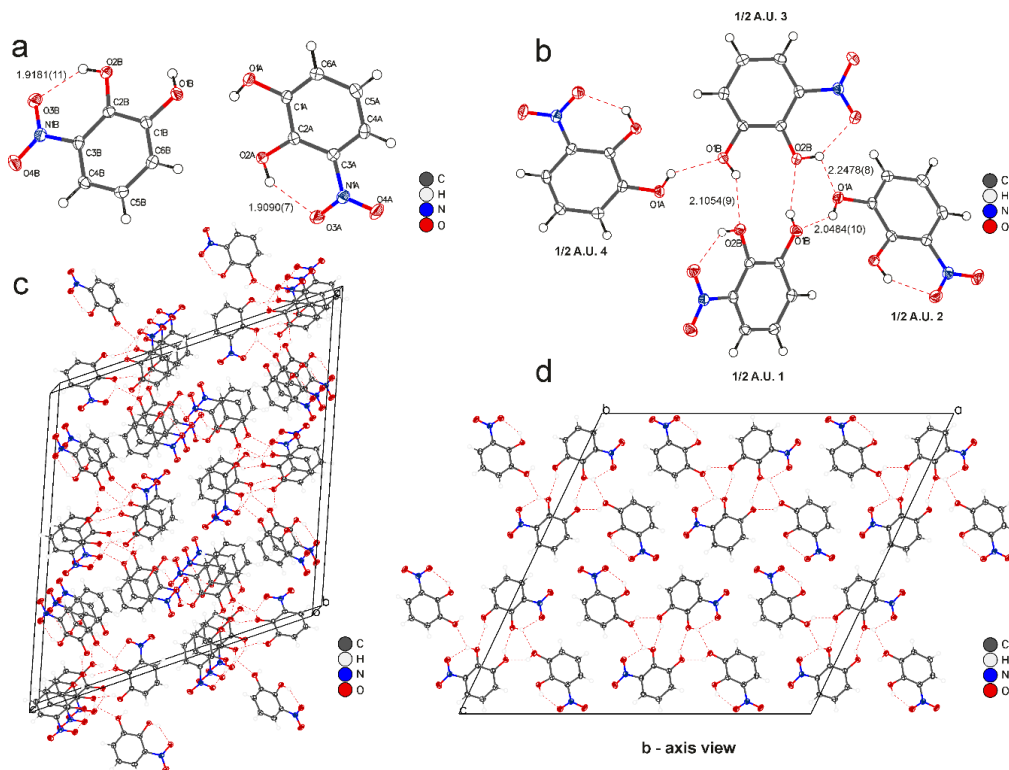 a
O2B
1.9181(11)
O3B
O1B
N1B
C2B
C1B
O4B
C3B
C6B
C4B
C5B
O1A
C6A
C1A
C5A
C4A
C2A
O2A
C3A
N1A
1.9090(7)
O4A
O3A
C
H
N
O
b
1/2 A.U. 3
O1B
O2B
2.2478(8)
O1A
O1A
2.1054(9)
2.0484(10)
O2B
O1B
1/2 A.U. 4
1/2 A.U. 2
1/2 A.U. 1
C
H
N
O
c
C
H
N
O
d
b
a
c
C
H
N
O
b - axis view